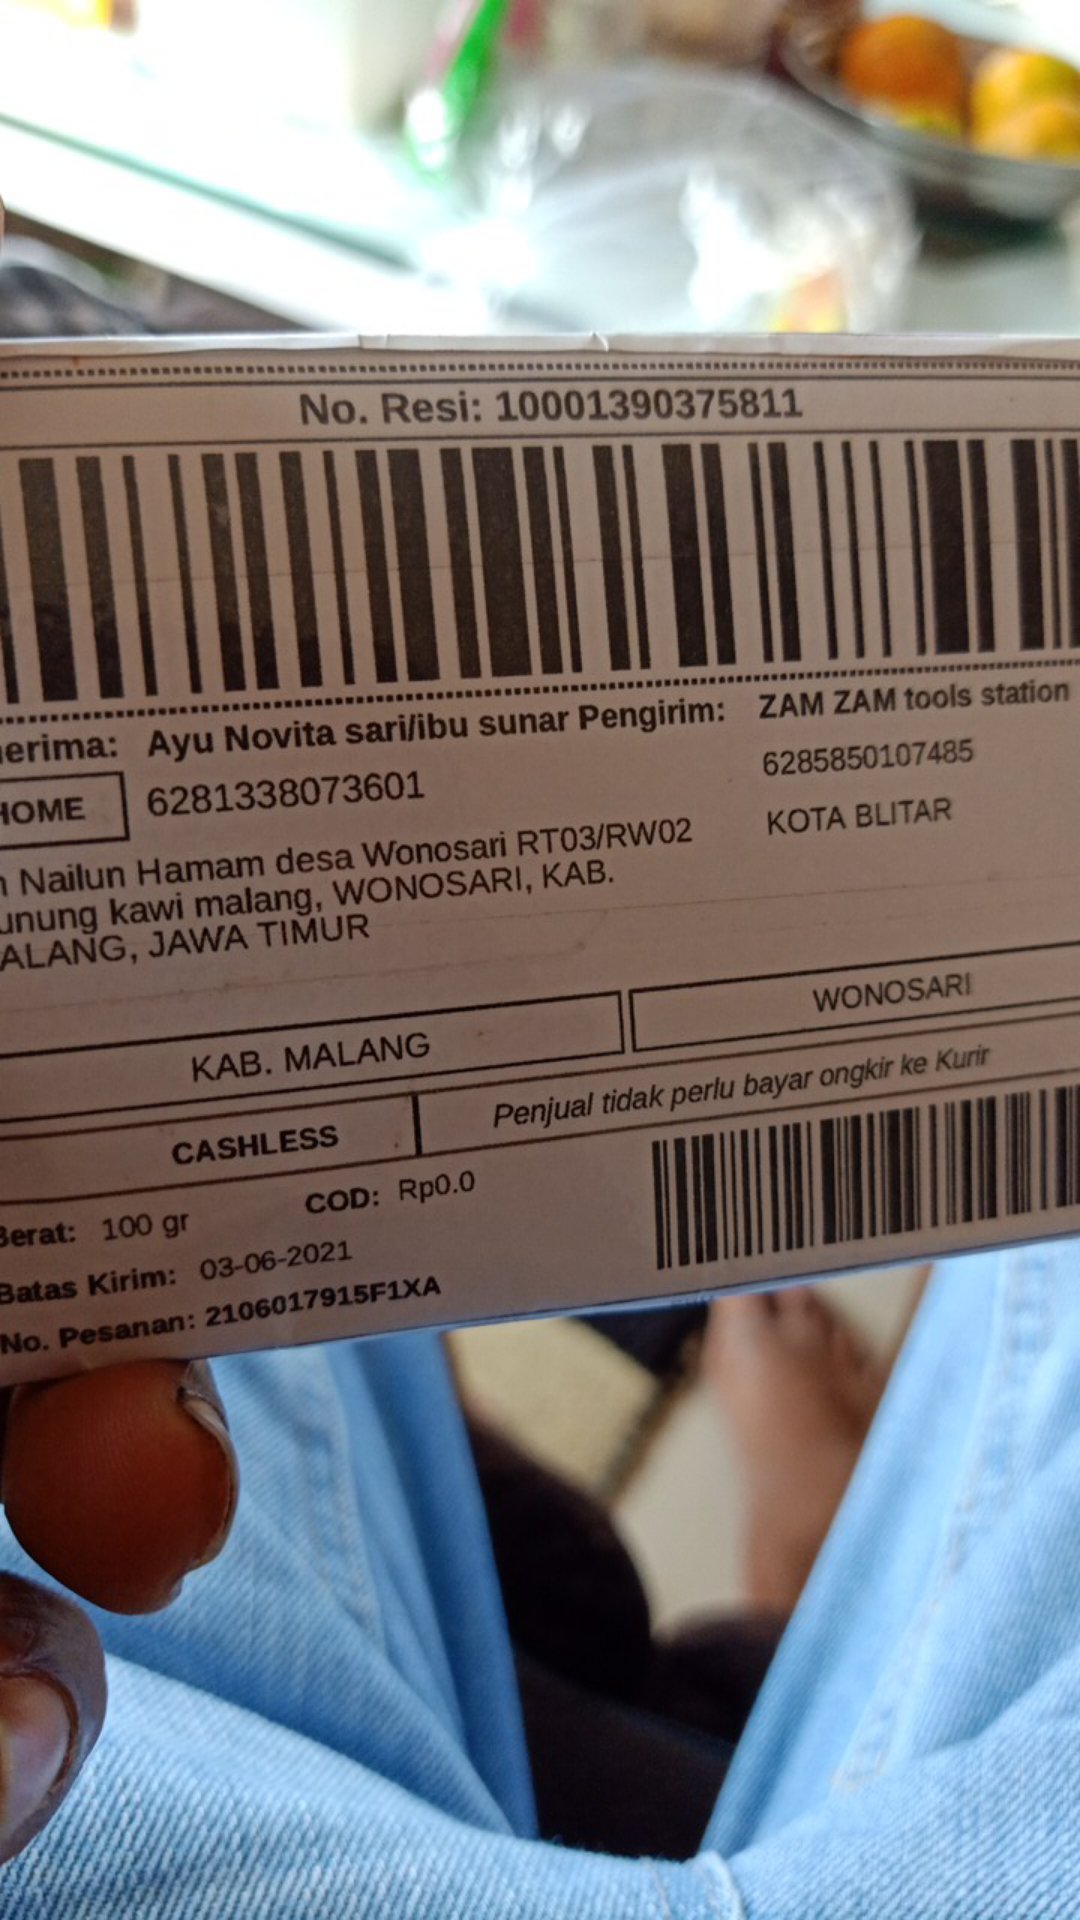 No. Resi: 10001390375811
Ayu Novita sari/ibu sunar Pengirim: ZAM ZAM tools station
HOME 6281338073601 6285850107485
Nailun Hamam desa Wonosari RT03/RW02 KOTA BLITAR
kawi malang, WONOSARI, KAB.
ALANG, JAWA TIMUR
KAB. MALANG WONOSARI
CASHLESS Penjual tidak perlu bayar ongkir ke Kurir
Berat: 100 gr COD: Rp0.0
Batas Kirim: 03-06-2021
No. Pesanan: 2106017915F1XA